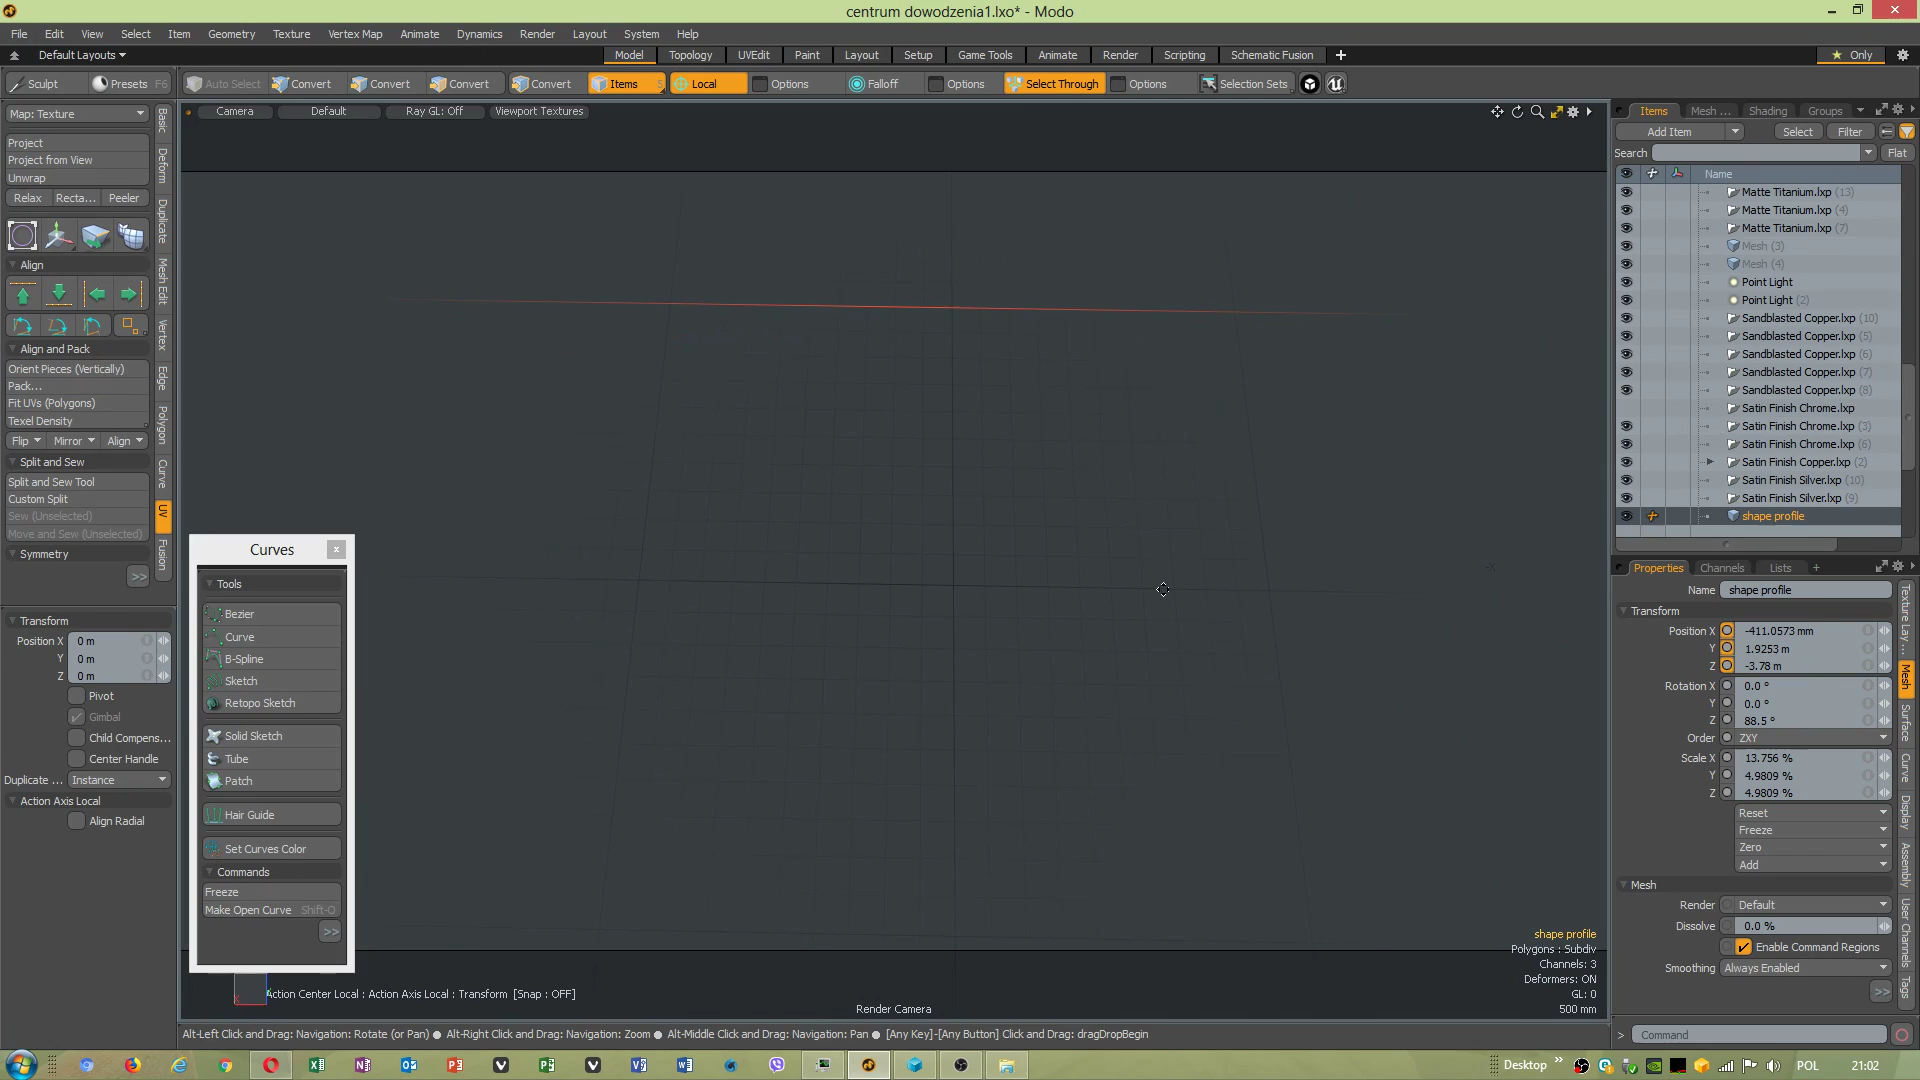 centrum dowodzenia1.lxo* - Modo
File Edit View Select Item Geometry Texture Vertex Map Animate Dynamics Render Layout System Help
Default Layouts Model Topology UVEdit Paint Layout Setup Game Tools Animate Render Scripting Schematic Fusion Only
Sculpt Presets F6 Auto Select Convert Convert Convert Convert Items 5 Local Options Falloff Options Select Through Options Selection Sets
Map: Texture
Project
Project from View
Unwrap
Relax Recta... Peeler
Align
Align and Pack
Orient Pieces (Vertically)
Pack...
Fit UVs (Polygons)
Texel Density
Flip Mirror Align
Split and Sew
Split and Sew Tool
Custom Split
Sew (Unselected)
Move and Sew (Unselected)
Symmetry
>>
Transform
Position X 0 m
Y 0 m
Z 0 m
Pivot
Gimbal
Child Compens...
Center Handle
Duplicate ... Instance
Action Axis Local
Align Radial
Basic
Deform
Duplicate
Mesh Edit
Vertex
Edge
Polygon
Curve
UV
Fusion
Camera Default Ray GL: Off Viewport Textures
Curves
Tools
Bezier
Curve
B-Spline
Sketch
Retopo Sketch
Solid Sketch
Tube
Patch
Hair Guide
Set Curves Color
Commands
Freeze
Make Open Curve Shift-O
>>
X
Action Center Local : Action Axis Local : Transform [Snap : OFF]
Render Camera
shape profile
Polygons : Subdiv
Channels: 3
Deformers: ON
GL: 0
500 mm
Alt-Left Click and Drag: Navigation: Rotate (or Pan) ● Alt-Right Click and Drag: Navigation: Zoom ● Alt-Middle Click and Drag: Navigation: Pan ● [Any Key]-[Any Button] Click and Drag: dragDropBegin
Items Mesh ... Shading Groups
Add Item Select Filter
Search Flat
Name
Matte Titanium.lxp (13)
Matte Titanium.lxp (4)
Matte Titanium.lxp (7)
Mesh (3)
Mesh (4)
Point Light
Point Light (2)
Sandblasted Copper.lxp (10)
Sandblasted Copper.lxp (5)
Sandblasted Copper.lxp (6)
Sandblasted Copper.lxp (7)
Sandblasted Copper.lxp (8)
Satin Finish Chrome.lxp
Satin Finish Chrome.lxp (3)
Satin Finish Chrome.lxp (6)
Satin Finish Copper.lxp (2)
Satin Finish Silver.lxp (10)
Satin Finish Silver.lxp (9)
shape profile
Properties Channels Lists +
Name shape profile
Transform
Position X -411.0573 mm
Y 1.9253 m
Z -3.78 m
Rotation X 0.0 °
Y 0.0 °
Z 88.5 °
Order ZXY
Scale X 13.756 %
Y 4.9809 %
Z 4.9809 %
Reset
Freeze
Zero
Add
Mesh
Render Default
Dissolve 0.0 %
Enable Command Regions
Smoothing Always Enabled
>>
Texture Lay ...
Mesh
Surface
Curve
Display
Assembly
User Channels
Tags
> Command
Desktop >> POL 21:02